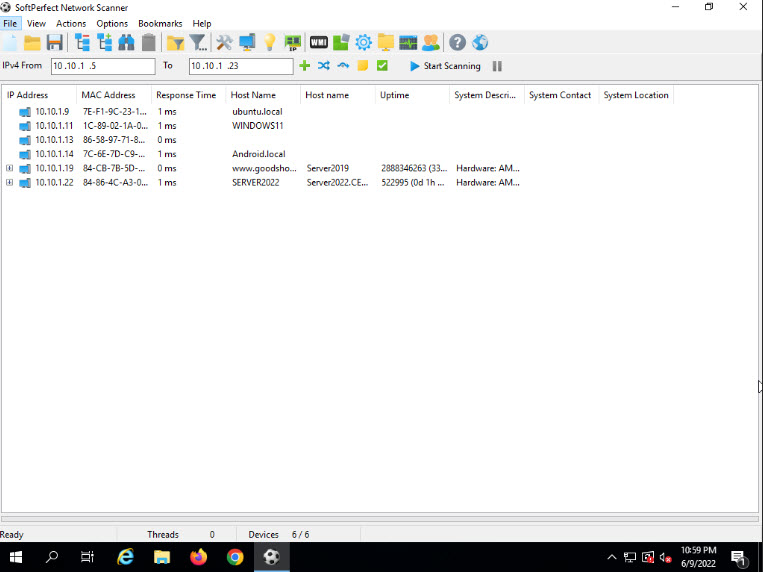 SoftPerfect Network Scanner
File View Actions Options Bookmarks Help
WMI IP
IPv4 From 10 .10 .1 .5 To 10 .10 .1 .23 Start Scanning
IP Address MAC Address Response Time Host Name Host name Uptime System Descri... System Contact System Location
10.10.1.9 7E-F1-9C-23-1... 1 ms ubuntu.local
10.10.1.11 1C-89-02-1A-0... 1 ms WINDOWS11
10.10.1.13 86-58-97-71-8... 0 ms
10.10.1.14 7C-6E-7D-C9-... 1 ms Android.local
10.10.1.19 84-CB-7B-5D-... 0 ms www.goodsho... Server2019 2888346263 (33... Hardware: AM...
10.10.1.22 84-86-4C-A3-0... 1 ms SERVER2022 Server2022.CE... 522995 (0d 1h ... Hardware: AM...
Ready Threads 0 Devices 6 / 6
10:59 PM
6/9/2022
1